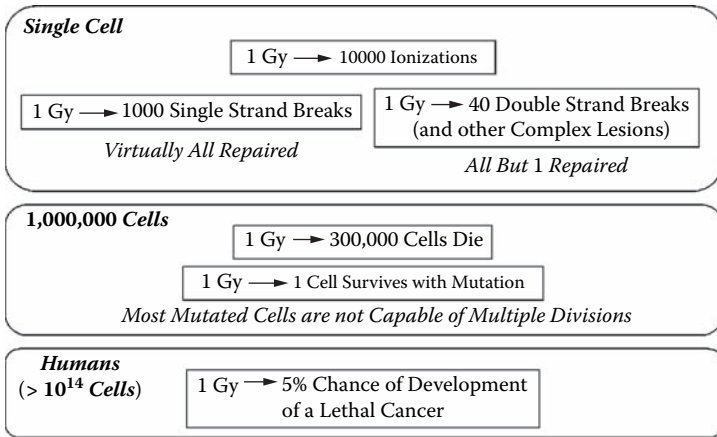 Single Cell
1 Gy → 10000 Ionizations
1 Gy → 1000 Single Strand Breaks
Virtually All Repaired
1 Gy → 40 Double Strand Breaks
(and other Complex Lesions)
All But 1 Repaired
1,000,000 Cells
1 Gy → 300,000 Cells Die
1 Gy → 1 Cell Survives with Mutation
Most Mutated Cells are not Capable of Multiple Divisions
Humans
(> 10¹⁴ Cells)
1 Gy → 5% Chance of Development
of a Lethal Cancer